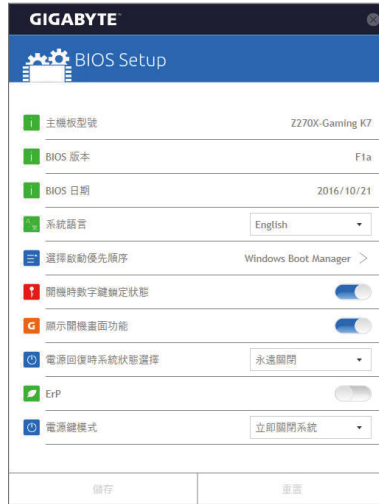 GIGABYTE™
BIOS Setup
主機板型號 Z270X-Gaming K7
BIOS 版本 F1a
BIOS 日期 2016/10/21
系統語言 English
選擇啟動優先順序 Windows Boot Manager >
開機時數字鍵鎖定狀態
G 顯示開機畫面功能
電源回復時系統狀態選擇 永遠關閉
ErP
電源鍵模式 立即關閉系統
儲存 重置